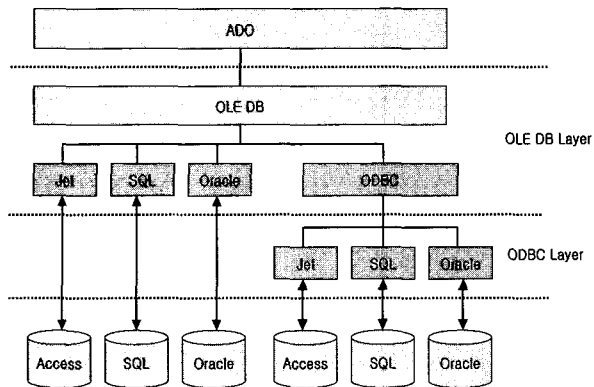 ADO
OLE DB
OLE DB Layer
Jet
SQL
Oracle
ODBC
Jet
SQL
Oracle
ODBC Layer
Access
SQL
Oracle
Access
SQL
Oracle